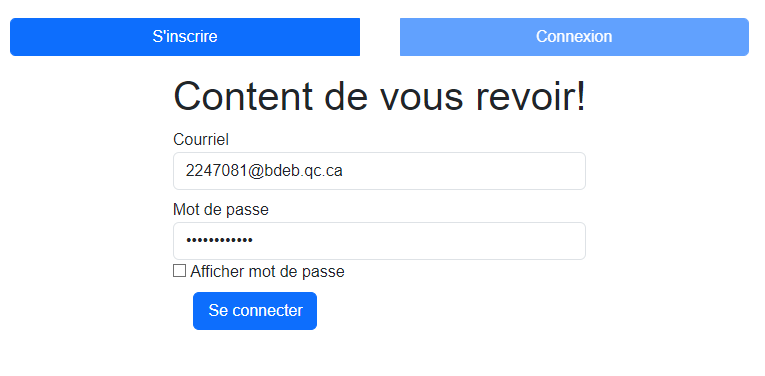 S'inscrire
Connexion
Content de vous revoir!
Courriel
2247081@bdeb.qc.ca
Mot de passe
••••••••••••
Afficher mot de passe
Se connecter